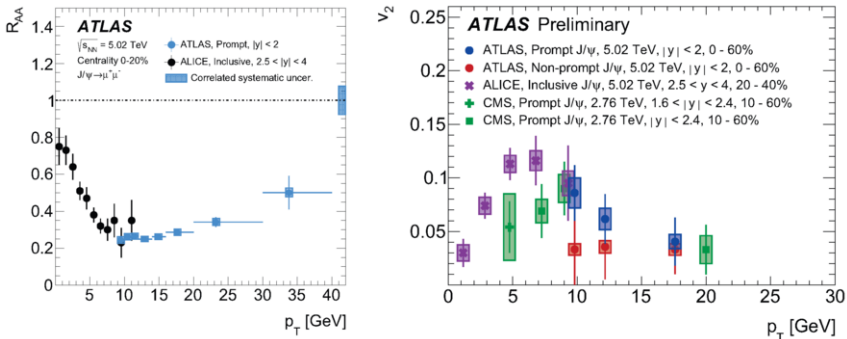 R_AA
ATLAS
√s_NN = 5.02 TeV
Centrality 0-20%
J/ψ→μ⁺μ⁻
ATLAS, Prompt, |y| < 2
ALICE, Inclusive, 2.5 < |y| < 4
Correlated systematic uncer.
1.4
1.2
1
0.8
0.6
0.4
0.2
0
5 10 15 20 25 30 35 40
p_T [GeV]
v_2
ATLAS Preliminary
ATLAS, Prompt J/ψ, 5.02 TeV, |y| < 2, 0 - 60%
ATLAS, Non-prompt J/ψ, 5.02 TeV, |y| < 2, 0 - 60%
ALICE, Inclusive J/ψ, 5.02 TeV, 2.5 < y < 4, 20 - 40%
CMS, Prompt J/ψ, 2.76 TeV, 1.6 < |y| < 2.4, 10 - 60%
CMS, Prompt J/ψ, 2.76 TeV, |y| < 2.4, 10 - 60%
0.25
0.2
0.15
0.1
0.05
0 5 10 15 20 25 30
p_T [GeV]